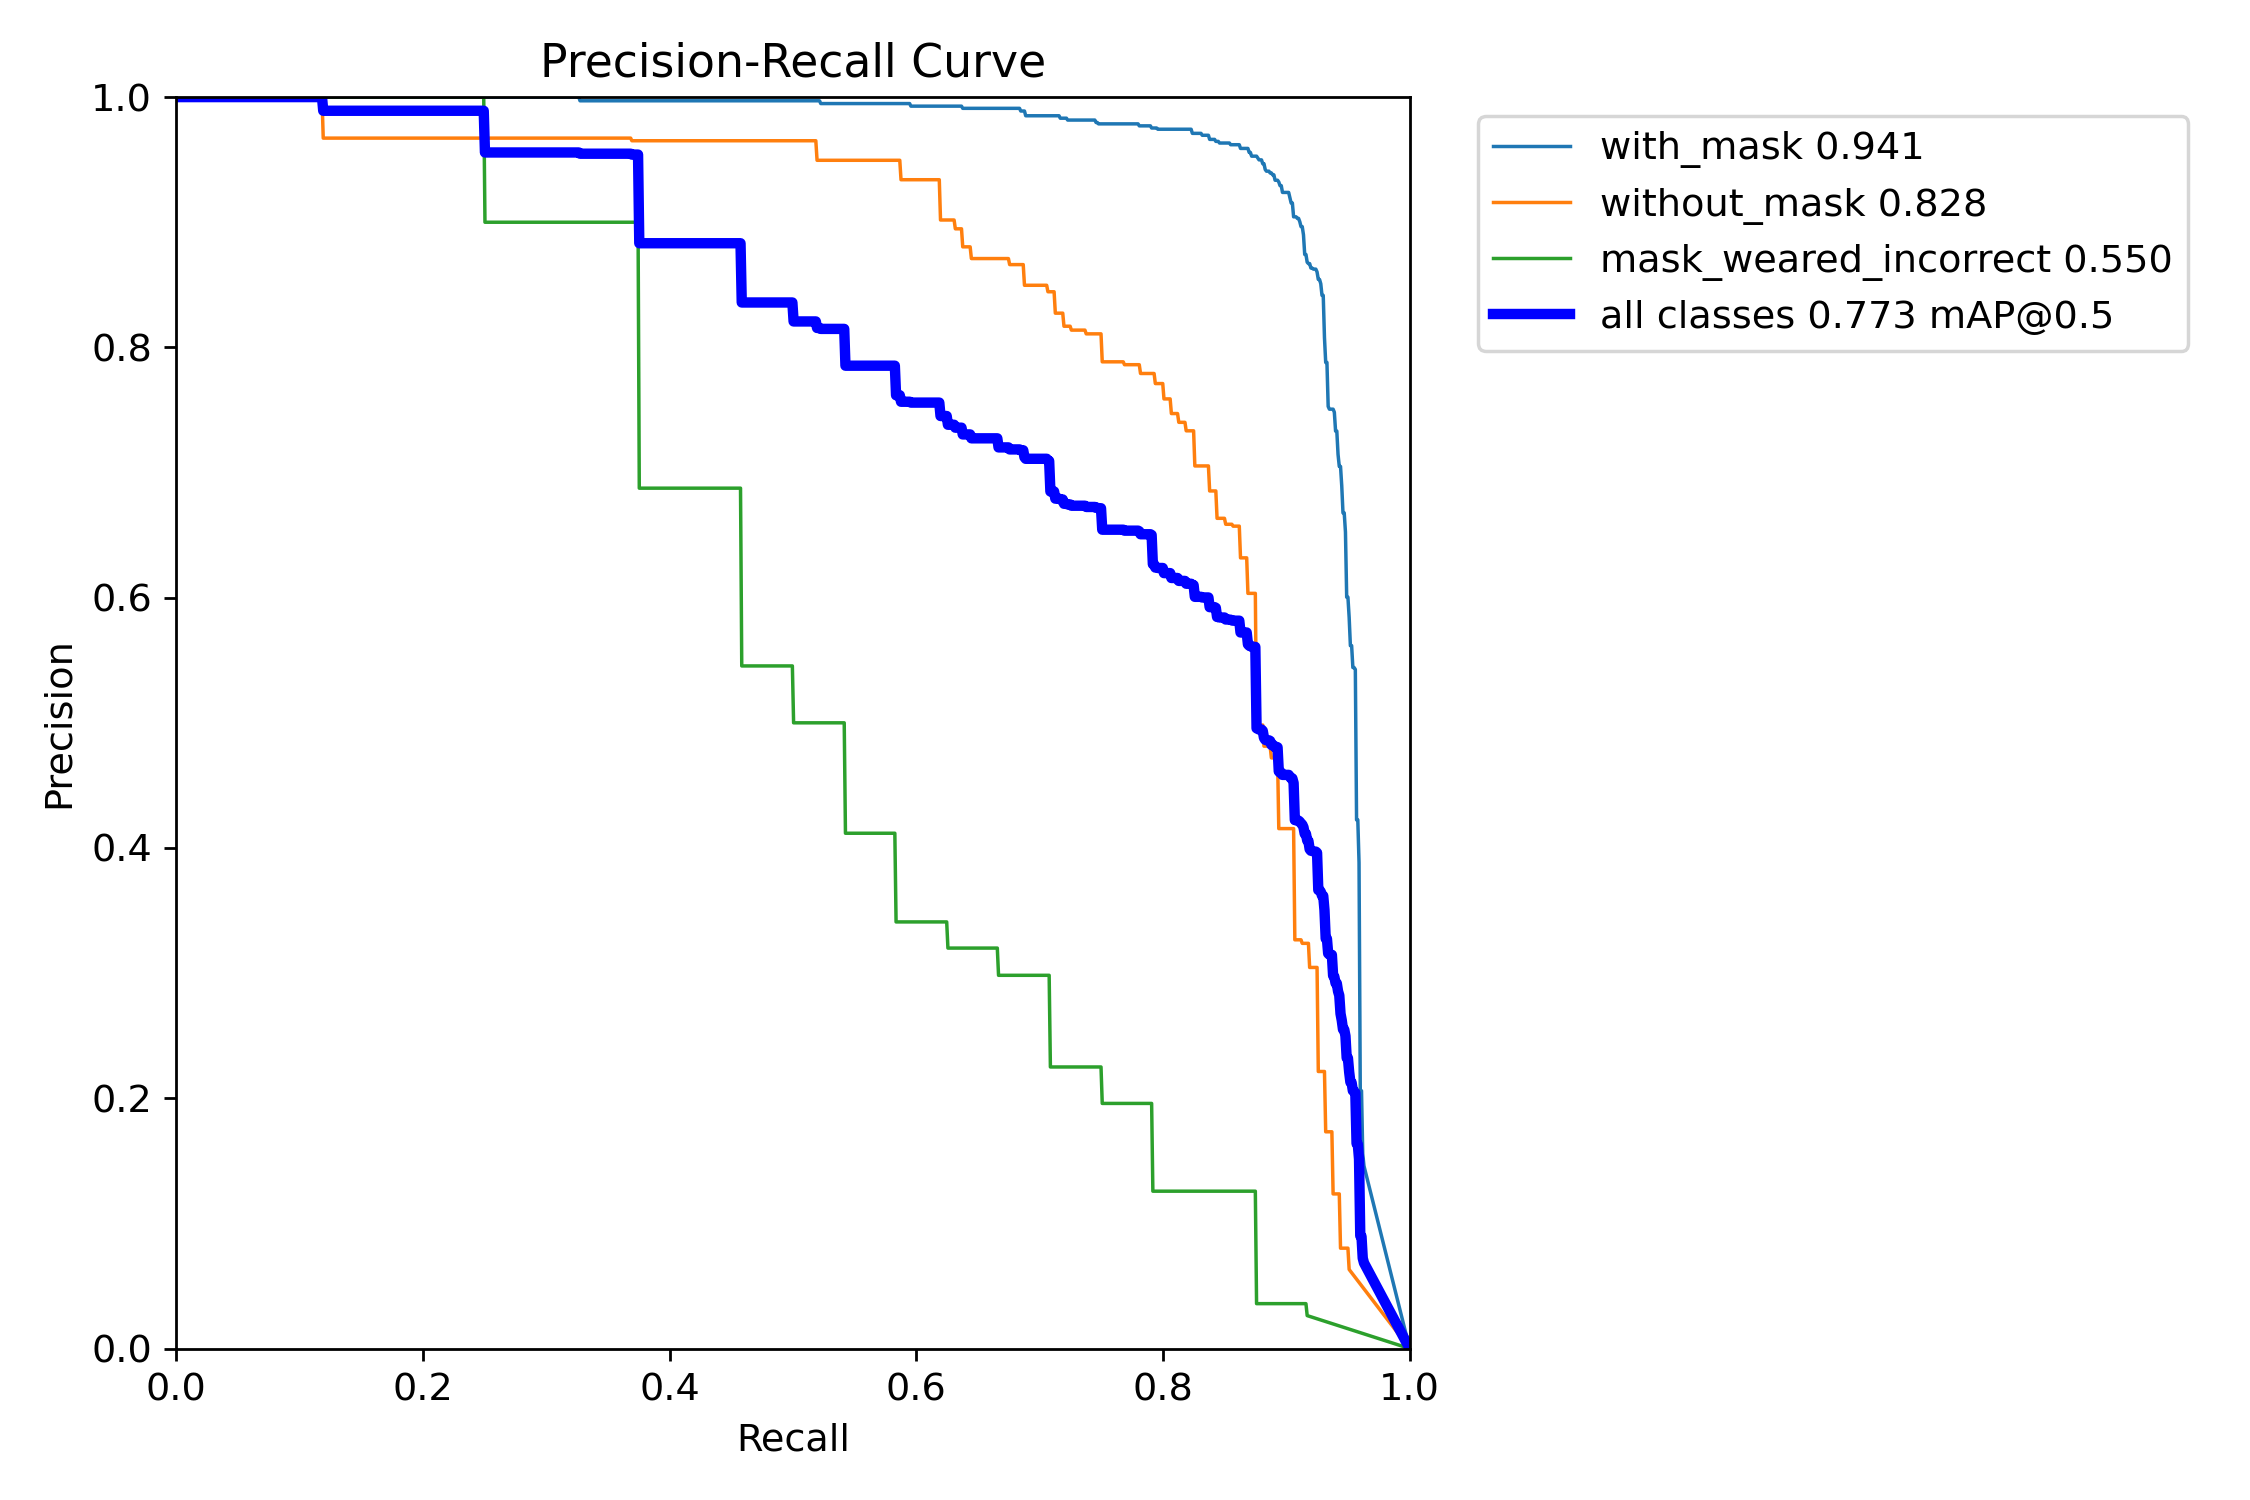 Precision-Recall Curve
1.0
0.8
0.6
0.4
0.2
0.0
Precision
0.0 0.2 0.4 0.6 0.8 1.0
Recall
with_mask 0.941
without_mask 0.828
mask_weared_incorrect 0.550
all classes 0.773 mAP@0.5